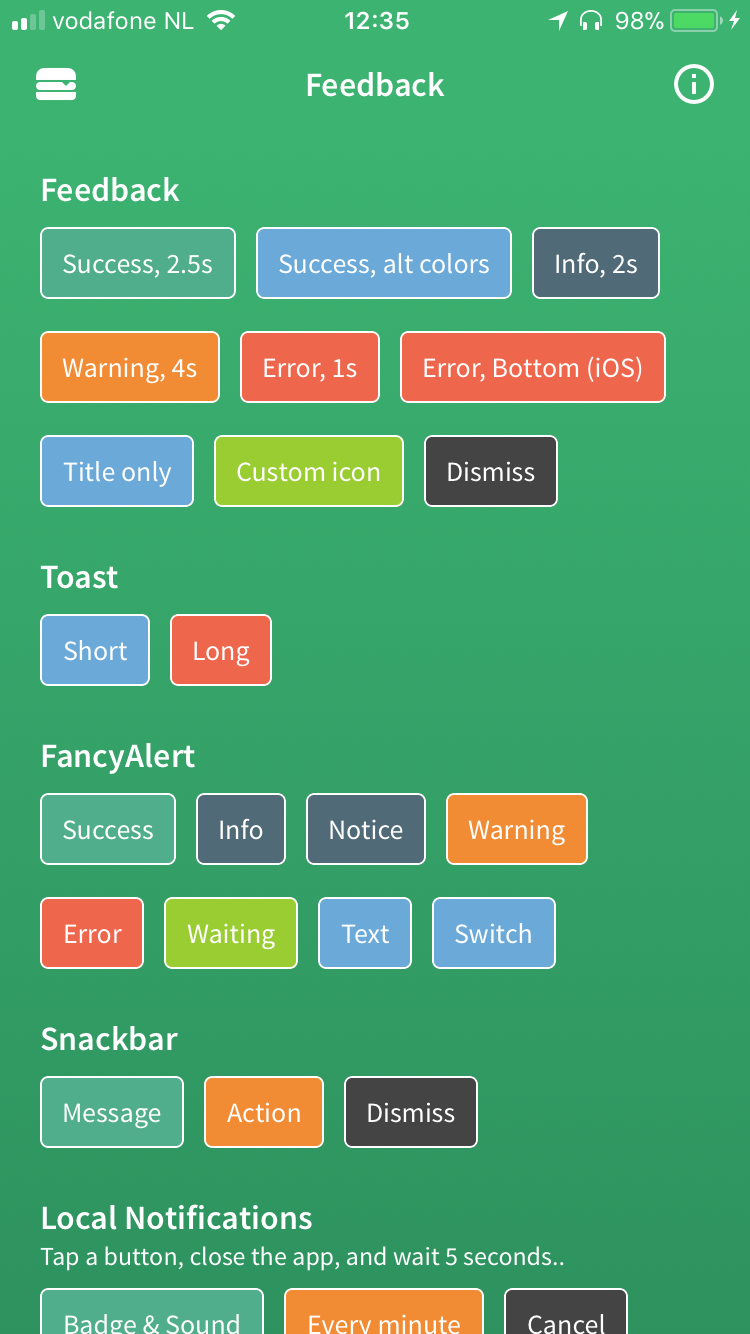 vodafone NL 12:35 98%
Feedback
Feedback
Success, 2.5s Success, alt colors Info, 2s
Warning, 4s Error, 1s Error, Bottom (iOS)
Title only Custom icon Dismiss
Toast
Short Long
FancyAlert
Success Info Notice Warning
Error Waiting Text Switch
Snackbar
Message Action Dismiss
Local Notifications
Tap a button, close the app, and wait 5 seconds..
Badge & Sound Every minute Cancel